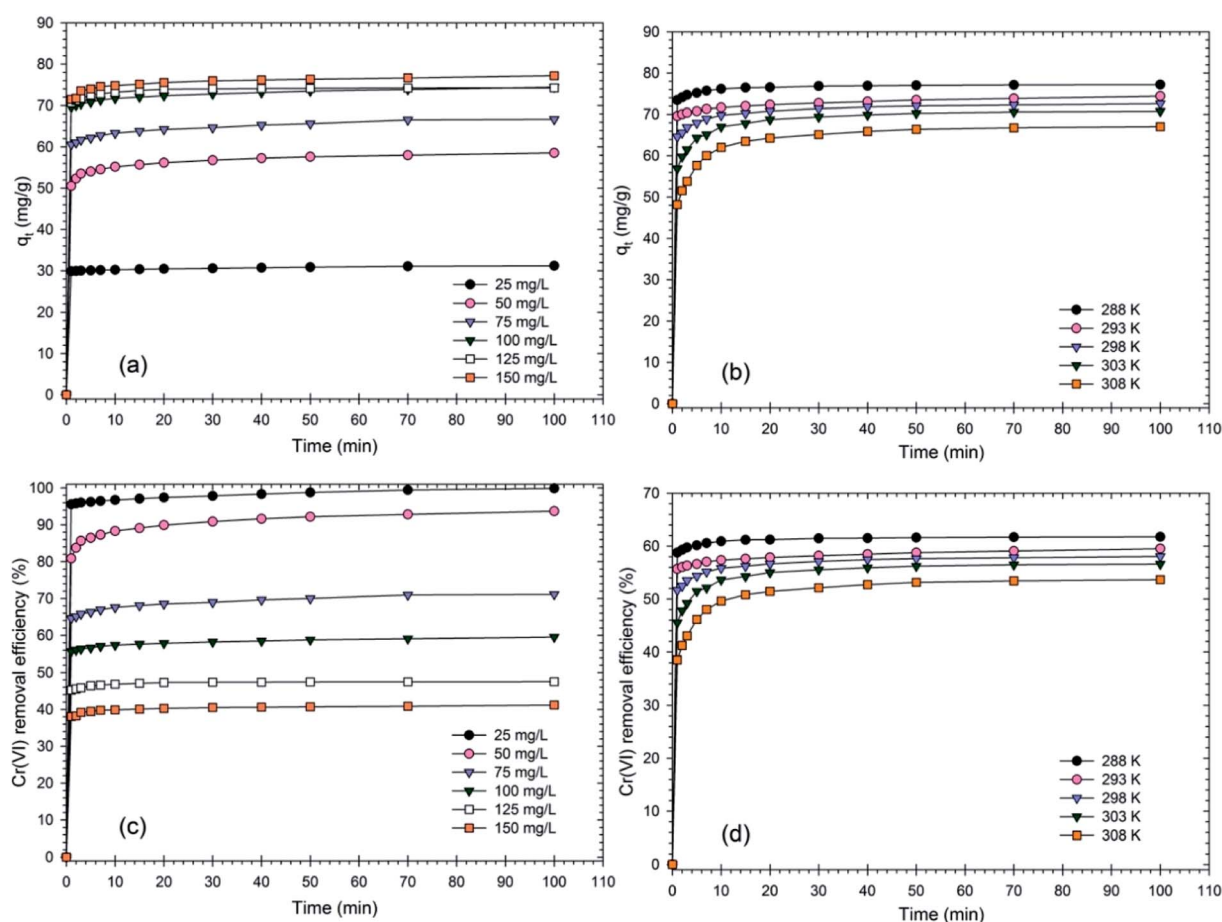 90
80
70
60
50
40
30
20
10
0
qt (mg/g)
25 mg/L
50 mg/L
75 mg/L
100 mg/L
125 mg/L
150 mg/L
(a)
0 10 20 30 40 50 60 70 80 90 100 110
Time (min)
90
80
70
60
50
40
30
20
10
0
qt (mg/g)
288 K
293 K
298 K
303 K
308 K
(b)
0 10 20 30 40 50 60 70 80 90 100 110
Time (min)
100
90
80
70
60
50
40
30
20
10
0
Cr(VI) removal efficiency (%)
25 mg/L
50 mg/L
75 mg/L
100 mg/L
125 mg/L
150 mg/L
(c)
0 10 20 30 40 50 60 70 80 90 100 110
Time (min)
70
60
50
40
30
20
10
0
Cr(VI) removal efficiency (%)
288 K
293 K
298 K
303 K
308 K
(d)
0 10 20 30 40 50 60 70 80 90 100 110
Time (min)